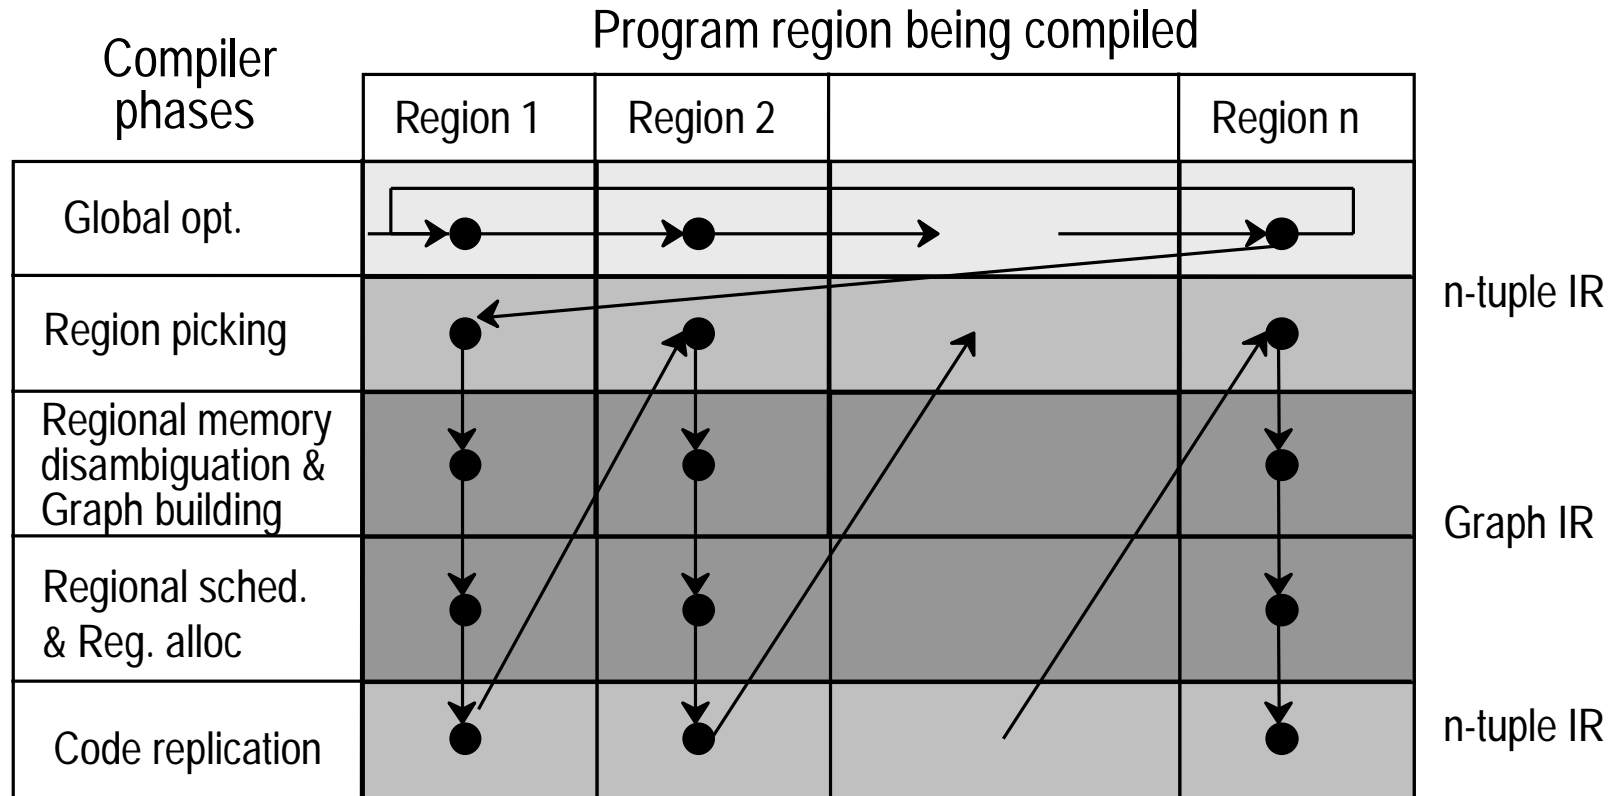 Program region being compiled
Compiler
phases
Region 1
Region 2
Region n
Global opt.
n-tuple IR
Region picking
Regional memory
disambiguation &
Graph building
Graph IR
Regional sched.
& Reg. alloc
n-tuple IR
Code replication